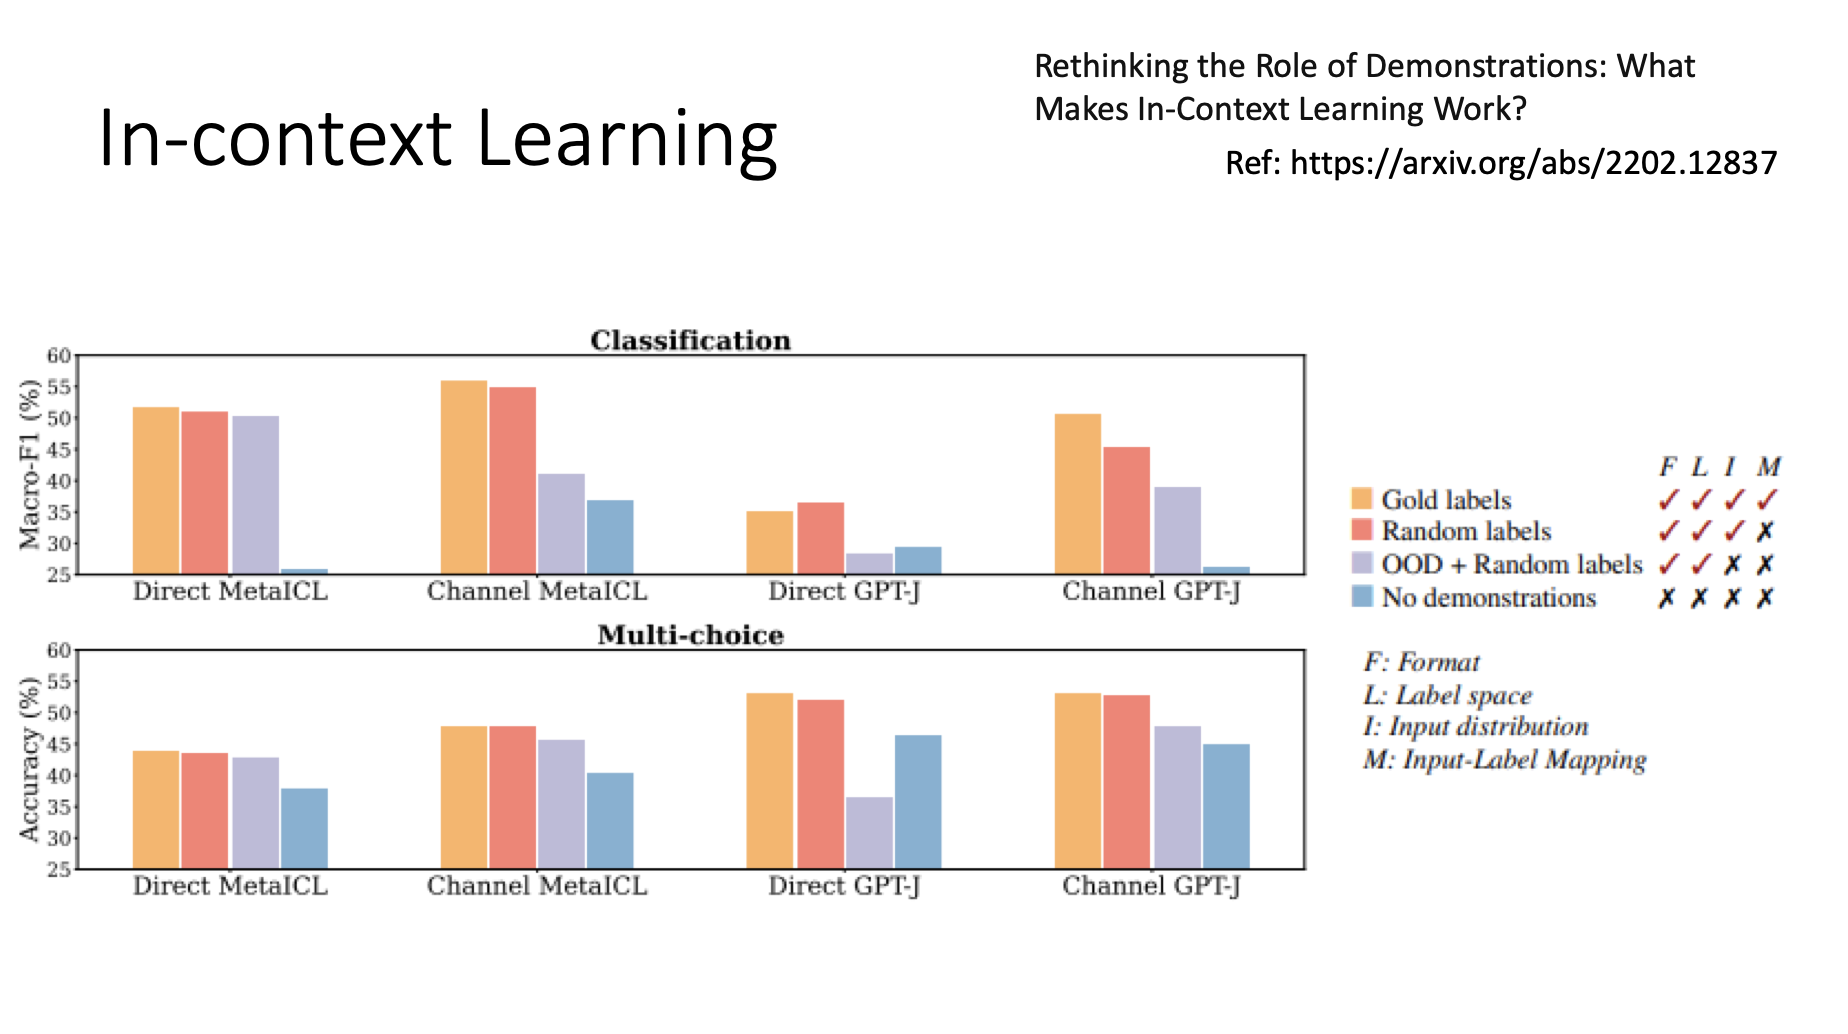 In-context Learning
Rethinking the Role of Demonstrations: What
Makes In-Context Learning Work?
Ref: https://arxiv.org/abs/2202.12837
Classification
Macro-F1 (%)
60
55
50
45
40
35
30
25
Direct MetaICL
Channel MetaICL
Direct GPT-J
Channel GPT-J
Multi-choice
Accuracy (%)
60
55
50
45
40
35
30
25
Direct MetaICL
Channel MetaICL
Direct GPT-J
Channel GPT-J
F L I M
Gold labels ✓ ✓ ✓ ✓
Random labels ✓ ✓ ✓ ✗
OOD + Random labels ✓ ✓ ✗ ✗
No demonstrations ✗ ✗ ✗ ✗
F: Format
L: Label space
I: Input distribution
M: Input-Label Mapping